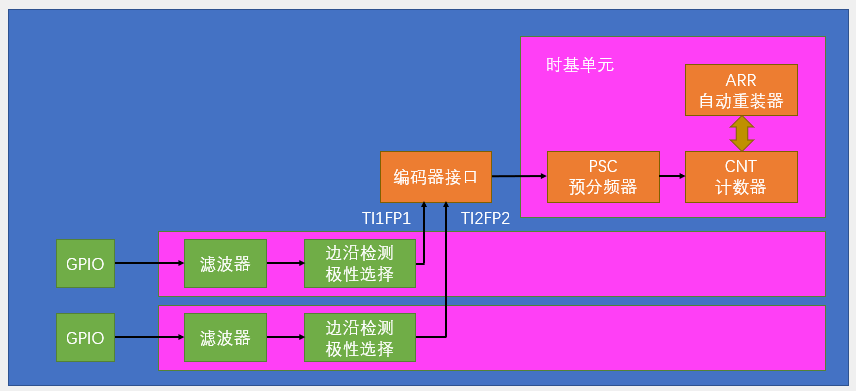 时基单元
ARR
自动重装器
编码器接口
PSC
预分频器
CNT
计数器
TI1FP1
TI2FP2
GPIO
滤波器
边沿检测
极性选择
GPIO
滤波器
边沿检测
极性选择